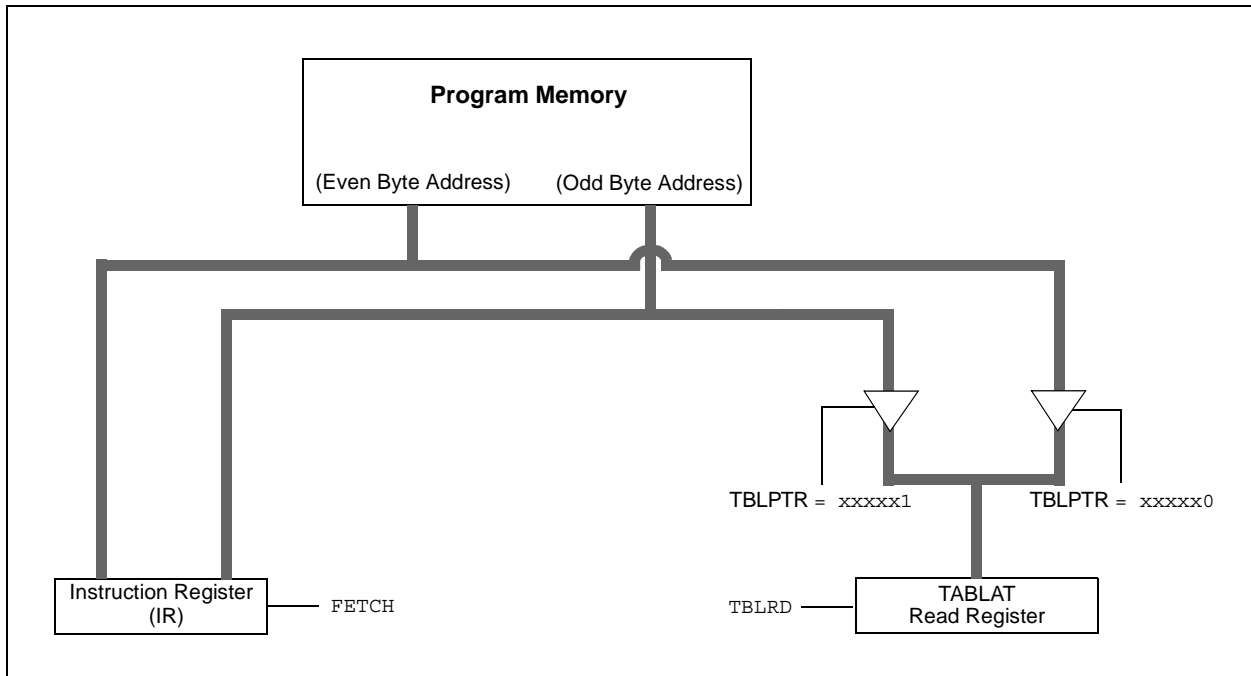 Program Memory
(Even Byte Address) (Odd Byte Address)
TBLPTR = xxxxx1
TBLPTR = xxxxx0
Instruction Register
(IR)
FETCH
TBLRD
TABLAT
Read Register